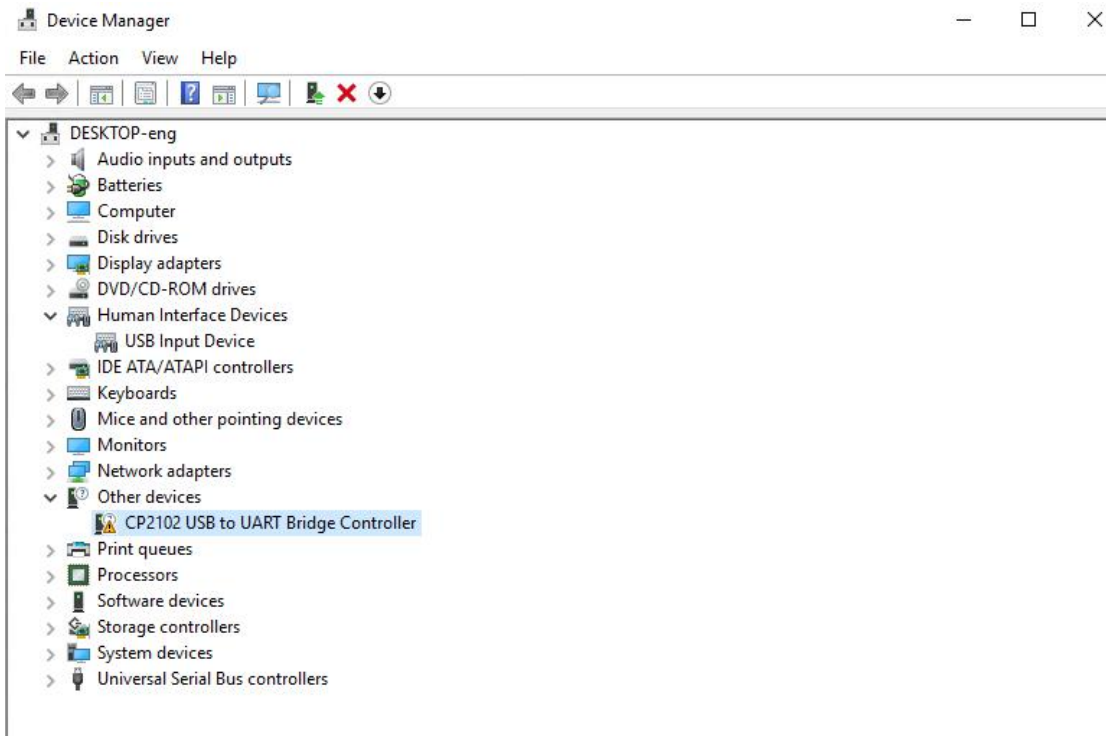 Device Manager
File Action View Help
DESKTOP-eng
Audio inputs and outputs
Batteries
Computer
Disk drives
Display adapters
DVD/CD-ROM drives
Human Interface Devices
USB Input Device
IDE ATA/ATAPI controllers
Keyboards
Mice and other pointing devices
Monitors
Network adapters
Other devices
CP2102 USB to UART Bridge Controller
Print queues
Processors
Software devices
Storage controllers
System devices
Universal Serial Bus controllers